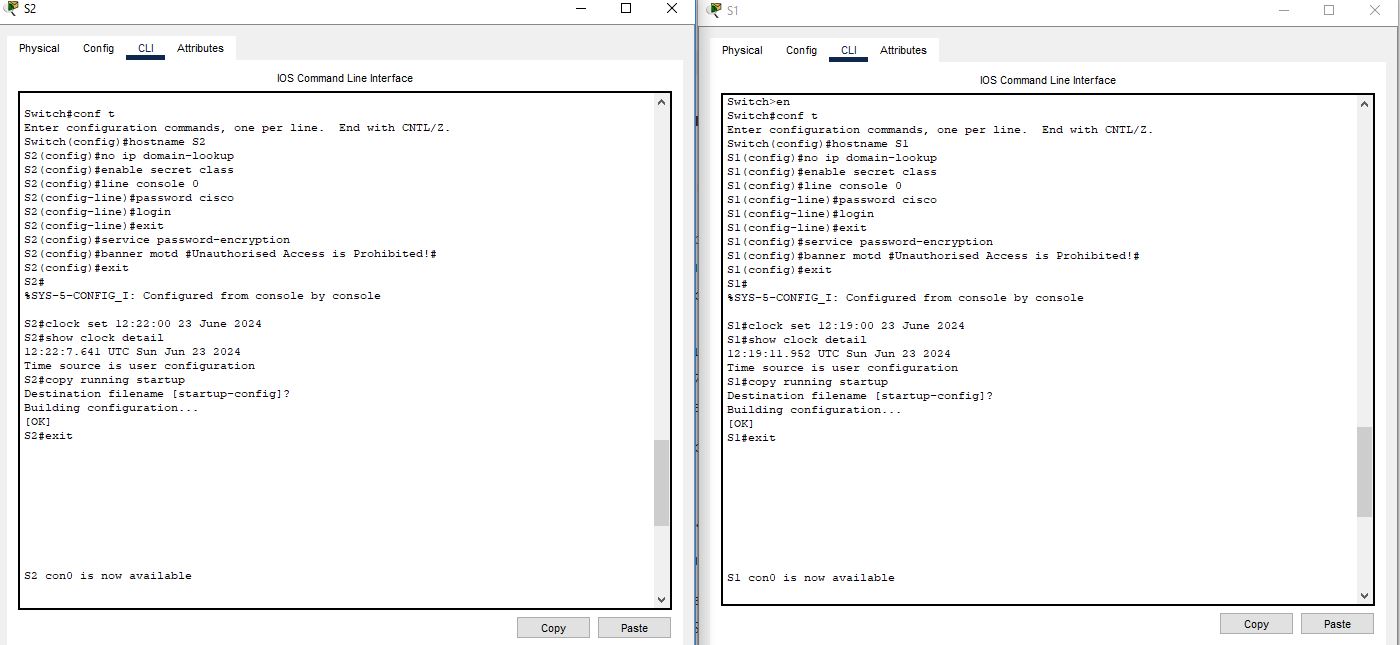 S2
Physical Config CLI Attributes
IOS Command Line Interface
Switch#conf t
Enter configuration commands, one per line.  End with CNTL/Z.
Switch(config)#hostname S2
S2(config)#no ip domain-lookup
S2(config)#enable secret class
S2(config)#line console 0
S2(config-line)#password cisco
S2(config-line)#login
S2(config-line)#exit
S2(config)#service password-encryption
S2(config)#banner motd #Unauthorised Access is Prohibited!#
S2(config)#exit
S2#
%SYS-5-CONFIG_I: Configured from console by console
S2#clock set 12:22:00 23 June 2024
S2#show clock detail
12:22:7.641 UTC Sun Jun 23 2024
Time source is user configuration
S2#copy running startup
Destination filename [startup-config]?
Building configuration...
[OK]
S2#exit
S2 con0 is now available
Copy Paste
S1
Physical Config CLI Attributes
IOS Command Line Interface
Switch>en
Switch#conf t
Enter configuration commands, one per line.  End with CNTL/Z.
Switch(config)#hostname S1
S1(config)#no ip domain-lookup
S1(config)#enable secret class
S1(config)#line console 0
S1(config-line)#password cisco
S1(config-line)#login
S1(config-line)#exit
S1(config)#service password-encryption
S1(config)#banner motd #Unauthorised Access is Prohibited!#
S1(config)#exit
S1#
%SYS-5-CONFIG_I: Configured from console by console
S1#clock set 12:19:00 23 June 2024
S1#show clock detail
12:19:11.952 UTC Sun Jun 23 2024
Time source is user configuration
S1#copy running startup
Destination filename [startup-config]?
Building configuration...
[OK]
S1#exit
S1 con0 is now available
Copy Paste